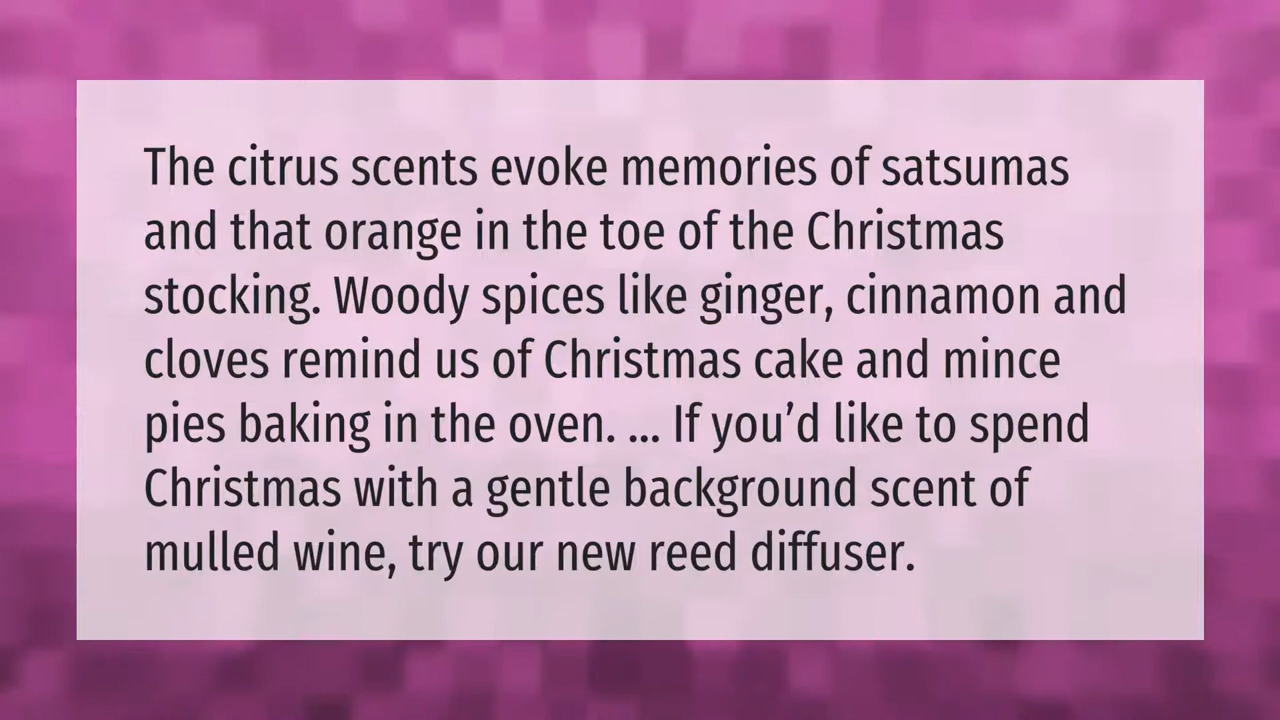 The citrus scents evoke memories of satsumas
and that orange in the toe of the Christmas
stocking. Woody spices like ginger, cinnamon and
cloves remind us of Christmas cake and mince
pies baking in the oven. ... If you’d like to spend
Christmas with a gentle background scent of
mulled wine, try our new reed diffuser.